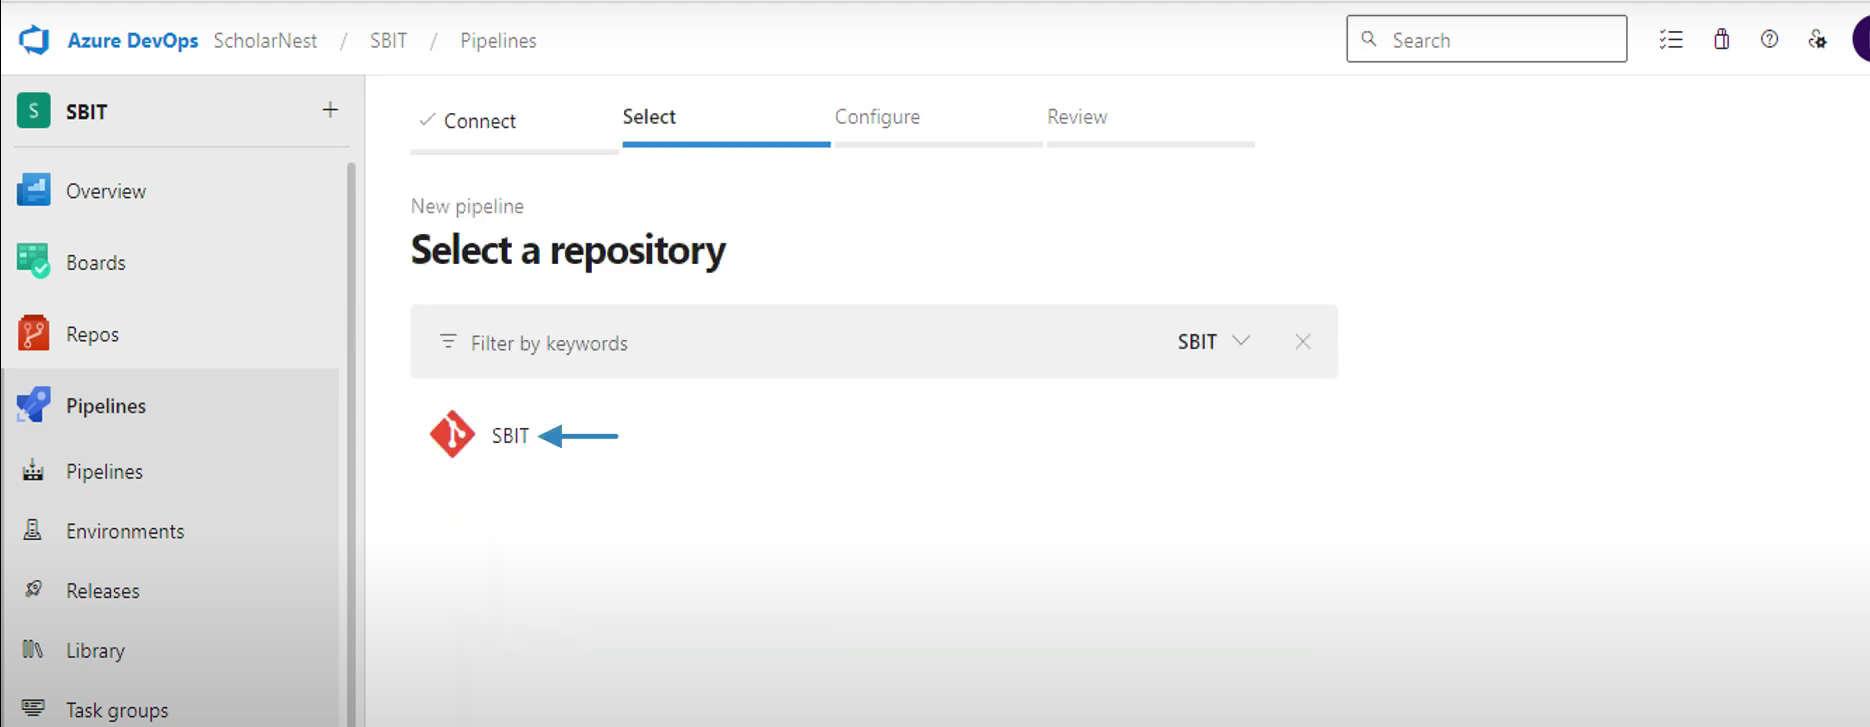 Azure DevOps ScholarNest / SBIT / Pipelines Search
S SBIT +
Connect Select Configure Review
Overview
Boards
Repos
Pipelines
Pipelines
Environments
Releases
Library
Task groups
New pipeline
Select a repository
Filter by keywords SBIT
SBIT